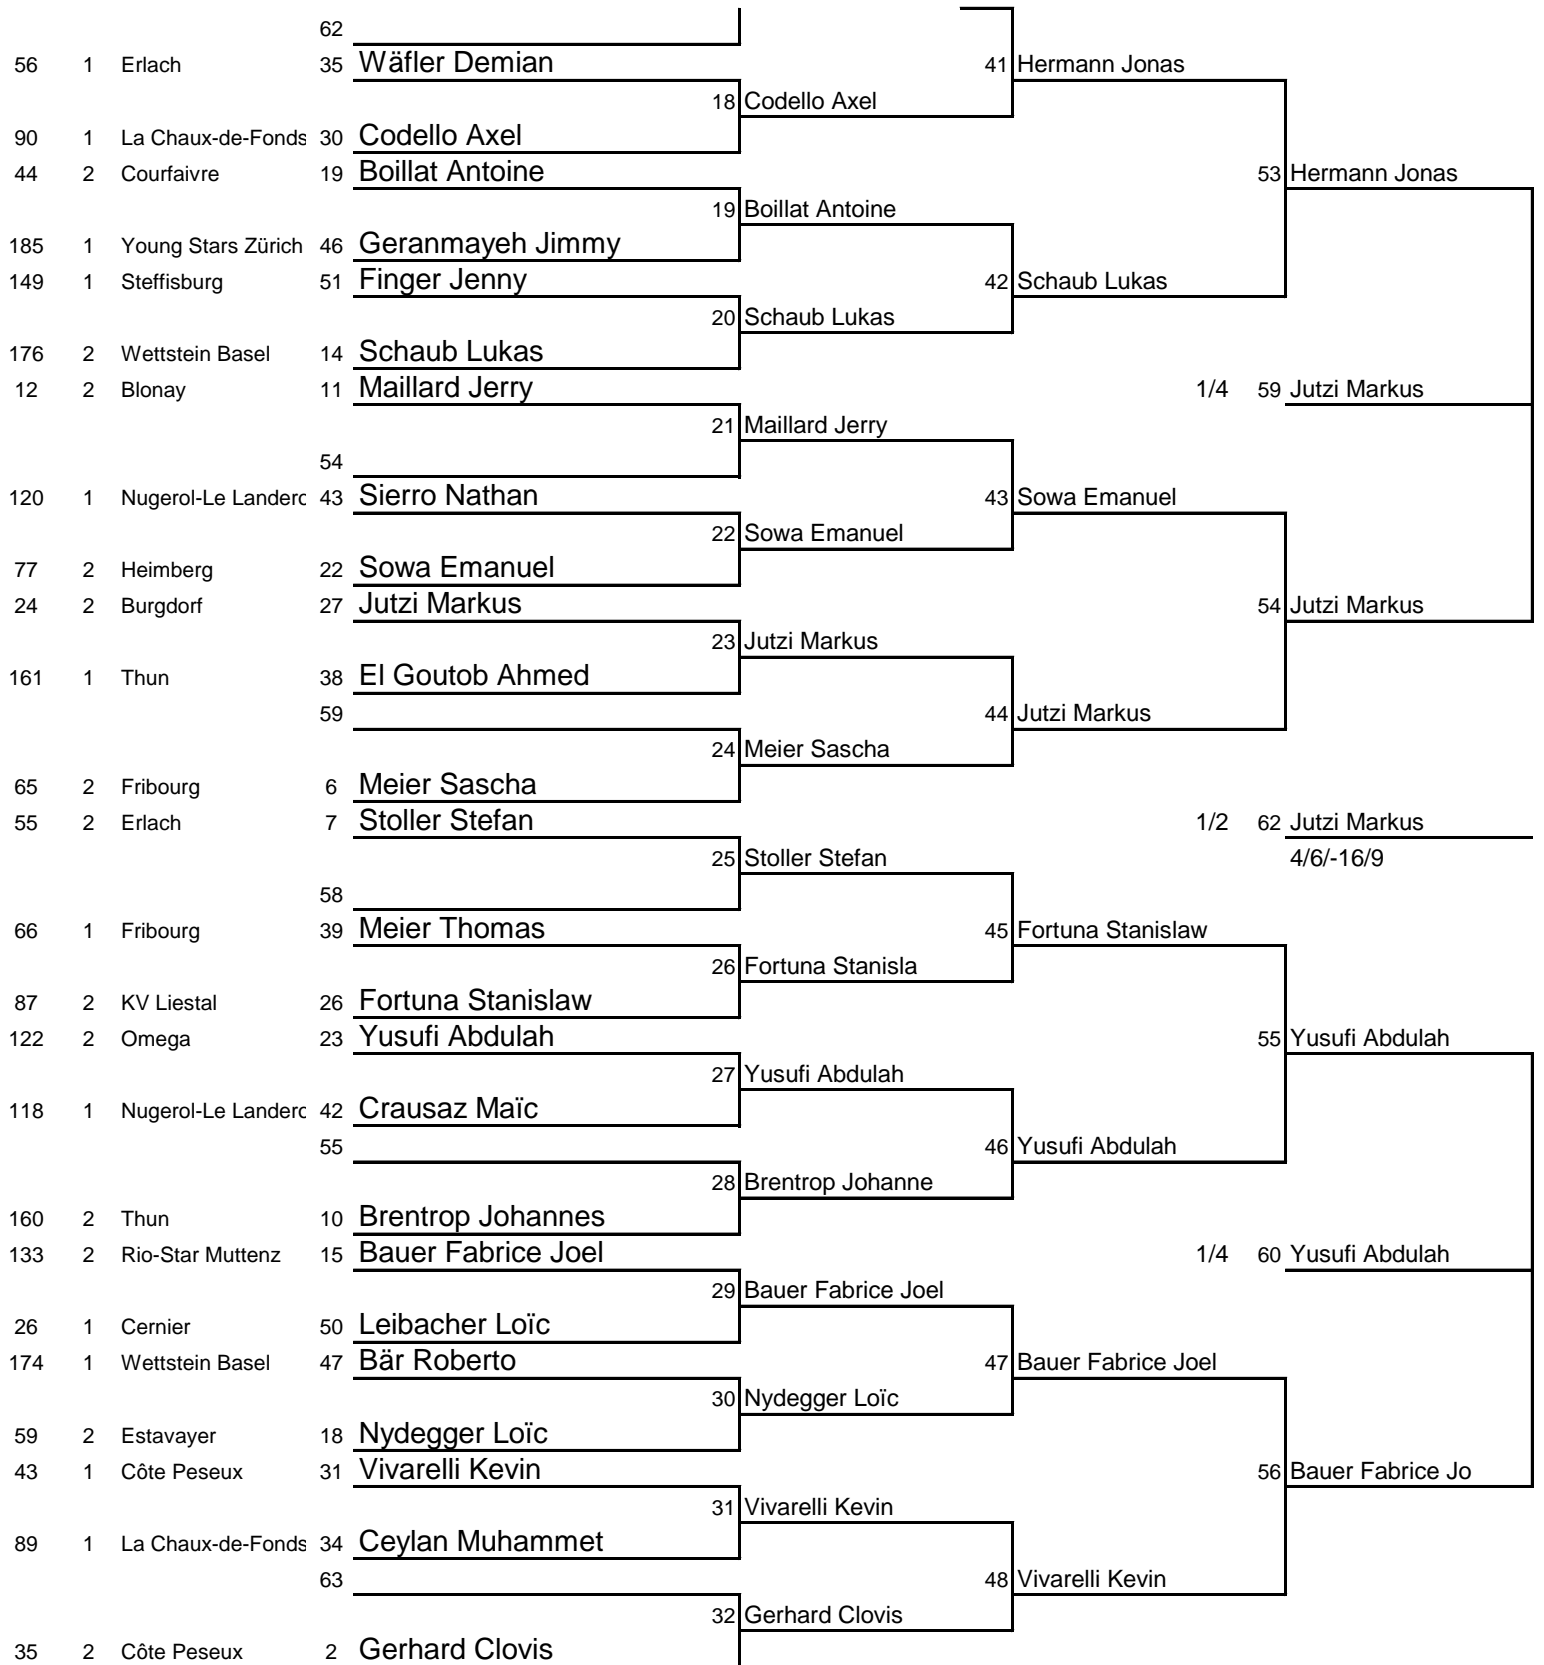 62
56 1 Erlach 35 Wäfler Demian 41 Hermann Jonas
18 Codello Axel
90 1 La Chaux-de-Fonds 30 Codello Axel
44 2 Courfaivre 19 Boillat Antoine 53 Hermann Jonas
19 Boillat Antoine
185 1 Young Stars Zürich 46 Geranmayeh Jimmy
149 1 Steffisburg 51 Finger Jenny 42 Schaub Lukas
20 Schaub Lukas
176 2 Wettstein Basel 14 Schaub Lukas
12 2 Blonay 11 Maillard Jerry 1/4 59 Jutzi Markus
21 Maillard Jerry
54
120 1 Nugerol-Le Landero 43 Sierro Nathan 43 Sowa Emanuel
22 Sowa Emanuel
77 2 Heimberg 22 Sowa Emanuel
24 2 Burgdorf 27 Jutzi Markus 54 Jutzi Markus
23 Jutzi Markus
161 1 Thun 38 El Goutob Ahmed
59 44 Jutzi Markus
24 Meier Sascha
65 2 Fribourg 6 Meier Sascha
55 2 Erlach 7 Stoller Stefan 1/2 62 Jutzi Markus
25 Stoller Stefan 4/6/-16/9
58
66 1 Fribourg 39 Meier Thomas 45 Fortuna Stanislaw
26 Fortuna Stanisla
87 2 KV Liestal 26 Fortuna Stanislaw
122 2 Omega 23 Yusufi Abdulah 55 Yusufi Abdulah
27 Yusufi Abdulah
118 1 Nugerol-Le Landero 42 Crausaz Maïc
55 46 Yusufi Abdulah
28 Brentrop Johanne
160 2 Thun 10 Brentrop Johannes
133 2 Rio-Star Muttenz 15 Bauer Fabrice Joel 1/4 60 Yusufi Abdulah
29 Bauer Fabrice Joel
26 1 Cernier 50 Leibacher Loïc
174 1 Wettstein Basel 47 Bär Roberto 47 Bauer Fabrice Joel
30 Nydegger Loïc
59 2 Estavayer 18 Nydegger Loïc
43 1 Côte Peseux 31 Vivarelli Kevin 56 Bauer Fabrice Jo
31 Vivarelli Kevin
89 1 La Chaux-de-Fonds 34 Ceylan Muhammet
63 48 Vivarelli Kevin
32 Gerhard Clovis
35 2 Côte Peseux 2 Gerhard Clovis